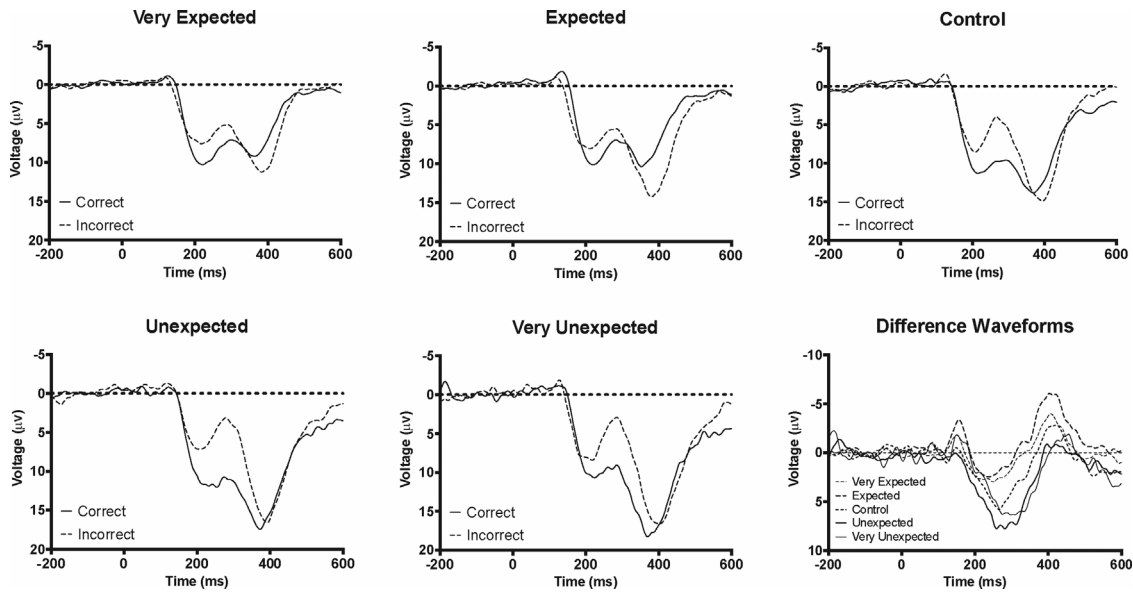 Very Expected
-5
0
5
10
15
20
Voltage (μv)
Correct
Incorrect
-200 0 200 400 600
Time (ms)
Expected
-5
0
5
10
15
20
Voltage (μv)
Correct
Incorrect
-200 0 200 400 600
Time (ms)
Control
-5
0
5
10
15
20
Voltage (μv)
Correct
Incorrect
-200 0 200 400 600
Time (ms)
Unexpected
-5
0
5
10
15
20
Voltage (μv)
Correct
Incorrect
-200 0 200 400 600
Time (ms)
Very Unexpected
-5
0
5
10
15
20
Voltage (μv)
Correct
Incorrect
-200 0 200 400 600
Time (ms)
Difference Waveforms
-10
-5
0
5
10
Voltage (μv)
Very Expected
Expected
Control
Unexpected
Very Unexpected
-200 0 200 400 600
Time (ms)